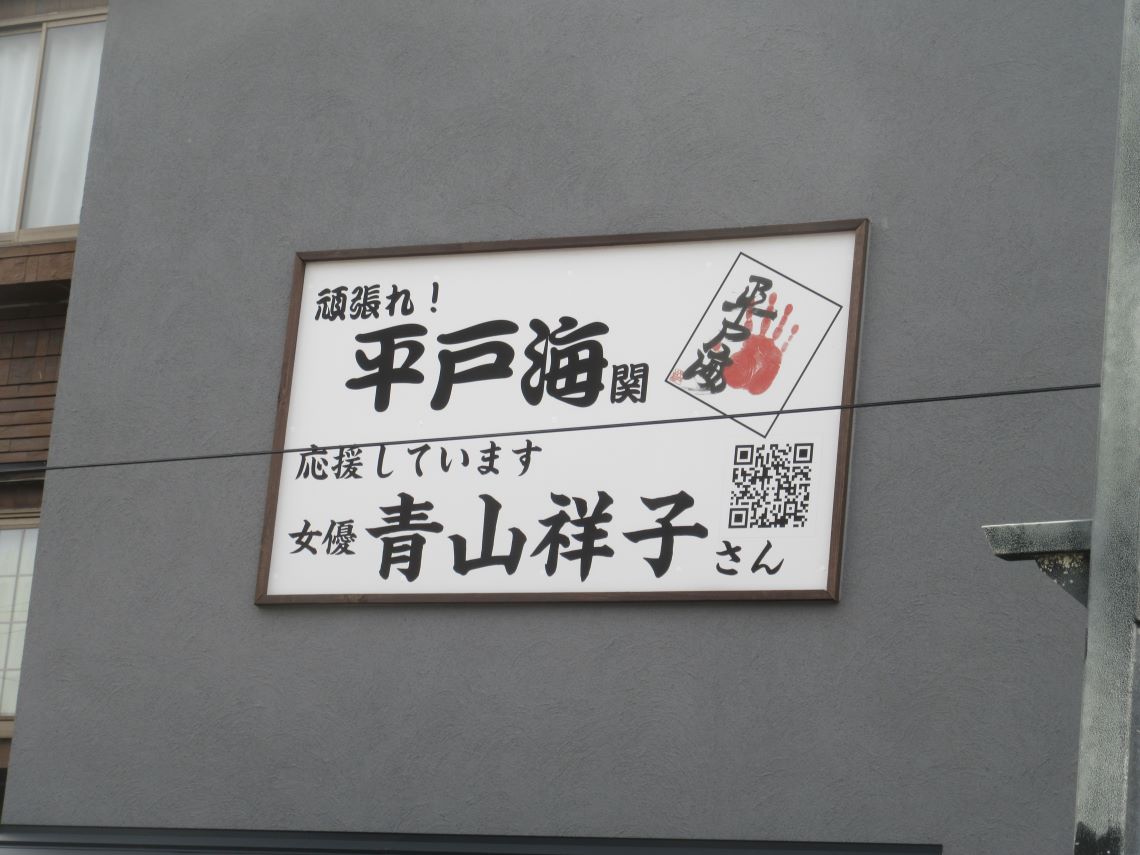 頑張れ！
平戸海関
平戸海
応援しています
女優 青山祥子さん